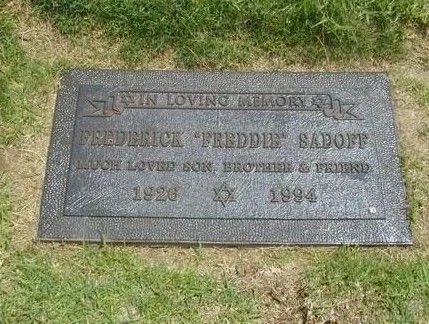 IN LOVING MEMORY
FREDERICK "FREDDIE" SADOFF
MUCH LOVED SON, BROTHER & FRIEND
1926 1994